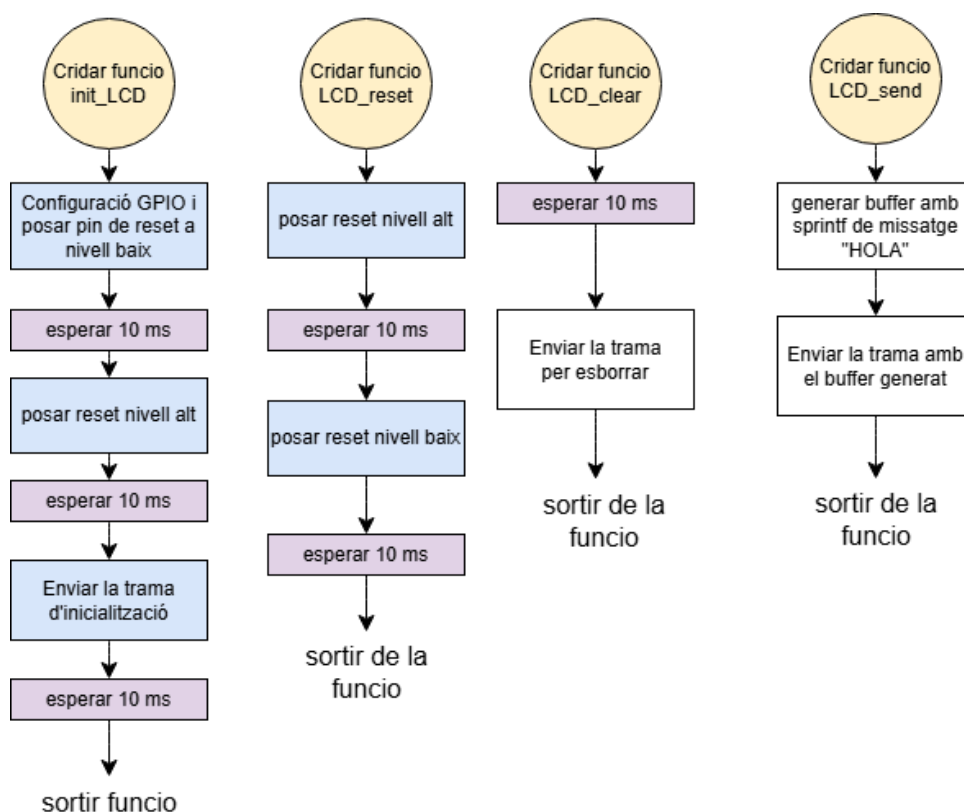 Cridar funcio
init_LCD
Configuració GPIO i
posar pin de reset a
nivell baix
esperar 10 ms
posar reset nivell alt
esperar 10 ms
Enviar la trama
d'inicialització
esperar 10 ms
sortir funcio
Cridar funcio
LCD_reset
posar reset nivell alt
esperar 10 ms
posar reset nivell baix
esperar 10 ms
sortir de la
funcio
Cridar funcio
LCD_clear
esperar 10 ms
Enviar la trama
per esborrar
sortir de la
funcio
Cridar funcio
LCD_send
generar buffer amb
sprintf de missatge
"HOLA"
Enviar la trama amb
el buffer generat
sortir de la
funcio